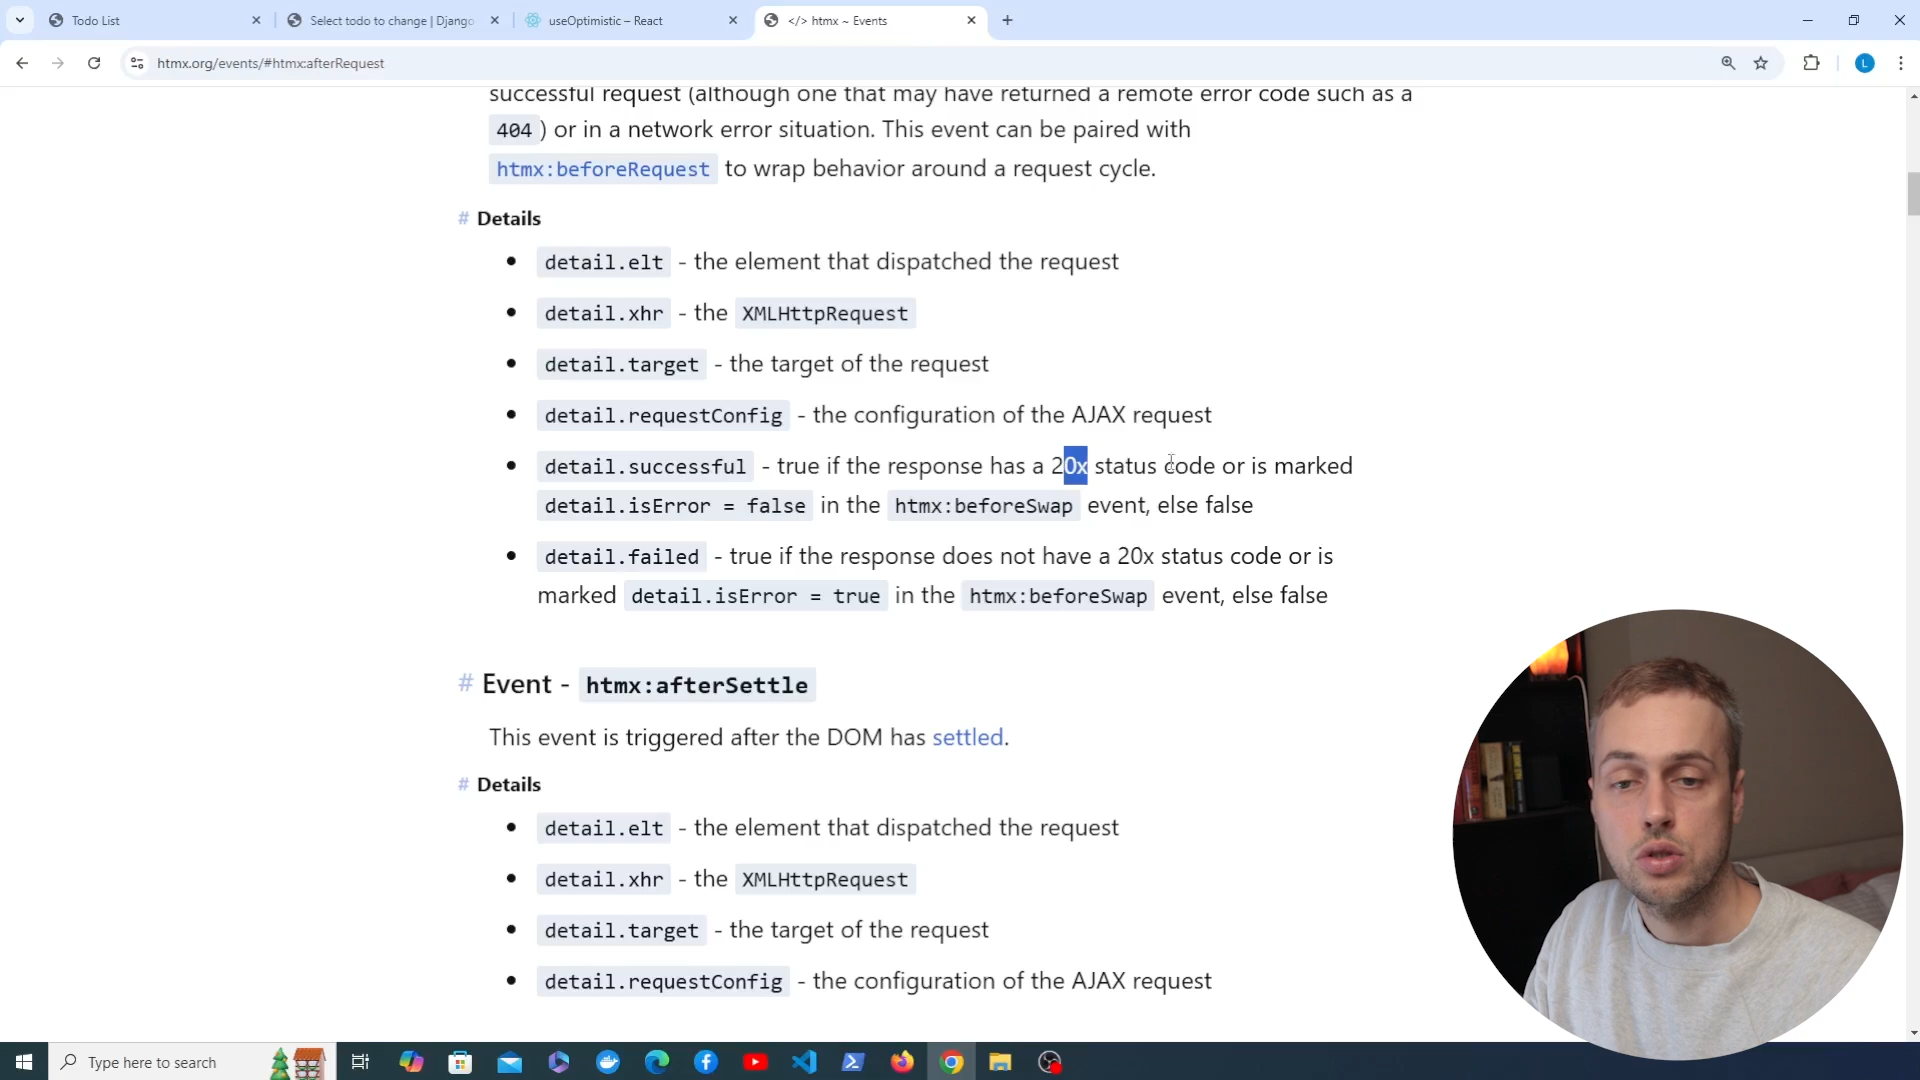 Todo List
Select todo to change | Django
useOptimistic – React
</> htmx ~ Events
htmx.org/events/#htmx:afterRequest
L
successful request (although one that may have returned a remote error code such as a
404 ) or in a network error situation. This event can be paired with
htmx:beforeRequest to wrap behavior around a request cycle.
# Details
• detail.elt - the element that dispatched the request
• detail.xhr - the XMLHttpRequest
• detail.target - the target of the request
• detail.requestConfig - the configuration of the AJAX request
• detail.successful - true if the response has a 20x status code or is marked
detail.isError = false in the htmx:beforeSwap event, else false
• detail.failed - true if the response does not have a 20x status code or is
marked detail.isError = true in the htmx:beforeSwap event, else false
# Event - htmx:afterSettle
This event is triggered after the DOM has settled.
# Details
• detail.elt - the element that dispatched the request
• detail.xhr - the XMLHttpRequest
• detail.target - the target of the request
• detail.requestConfig - the configuration of the AJAX request
Type here to search